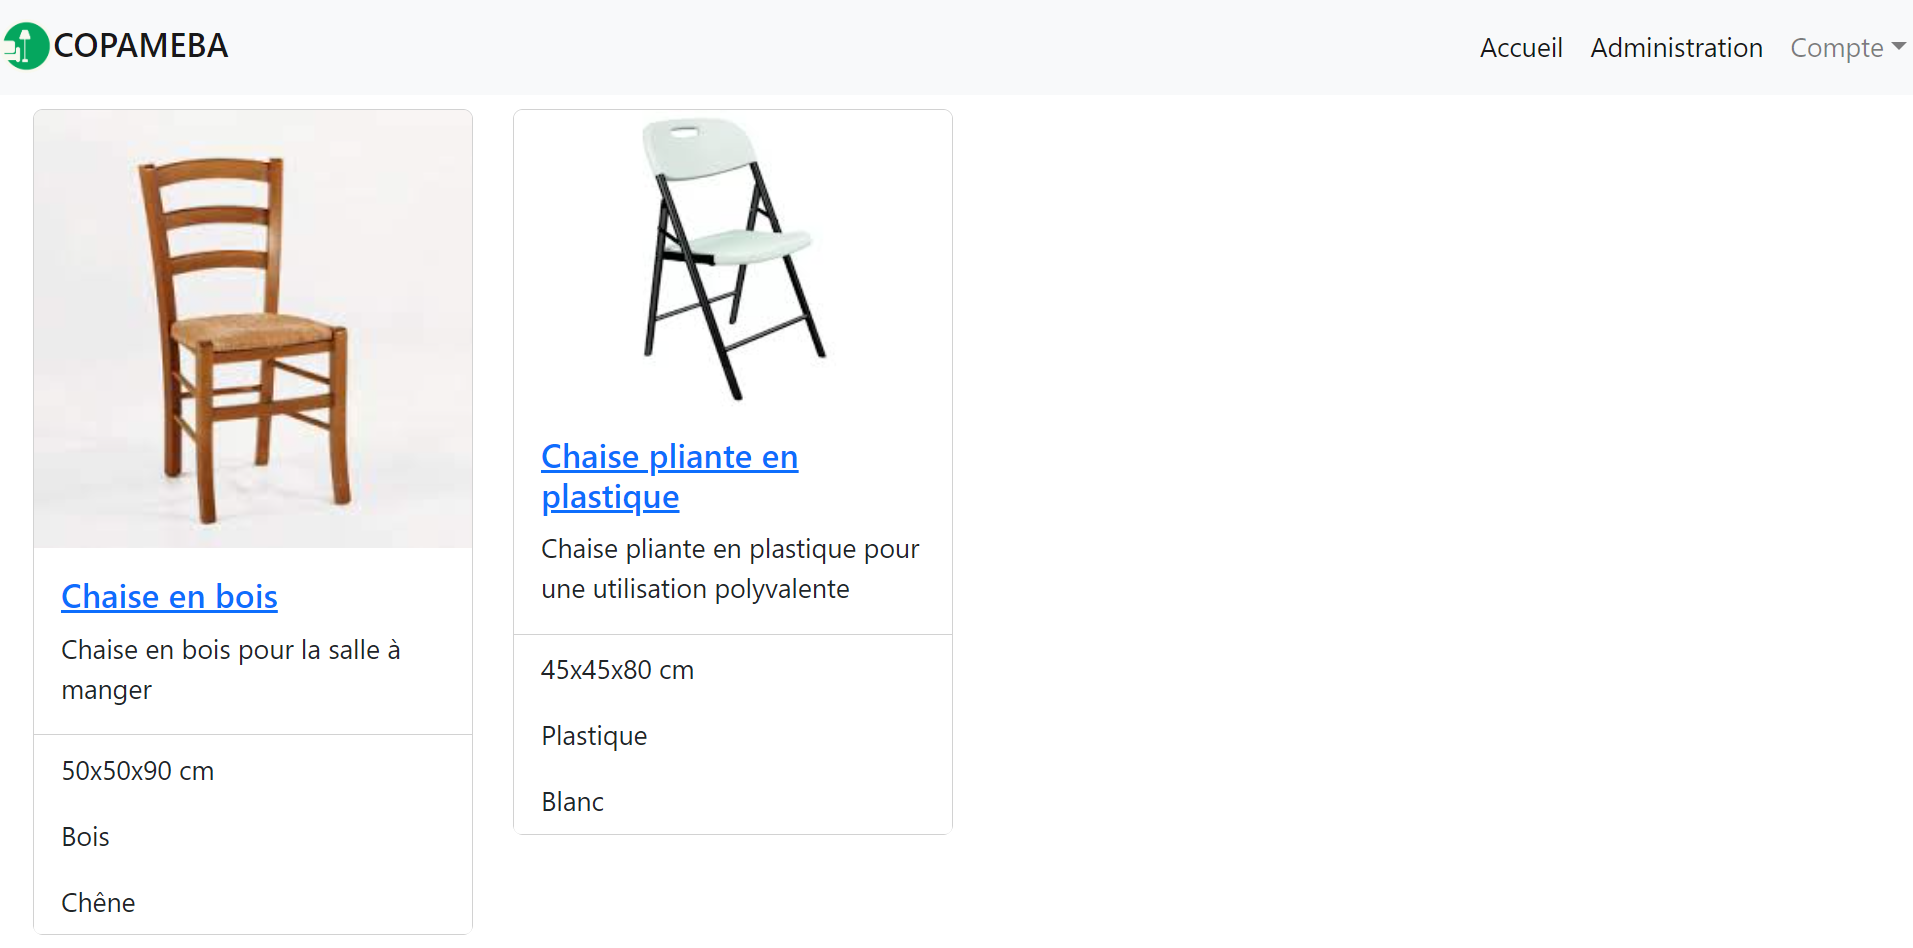 COPAMEBA
Accueil Administration Compte
Chaise en bois
Chaise en bois pour la salle à
manger
50x50x90 cm
Bois
Chêne
Chaise pliante en
plastique
Chaise pliante en plastique pour
une utilisation polyvalente
45x45x80 cm
Plastique
Blanc